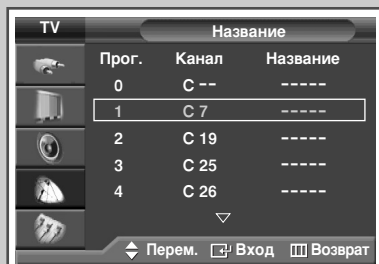 TV Название
Прог. Канал Название
0 C -- -----
1 C 7 -----
2 C 19 -----
3 C 25 -----
4 C 26 -----
Перем. Вход Возврат